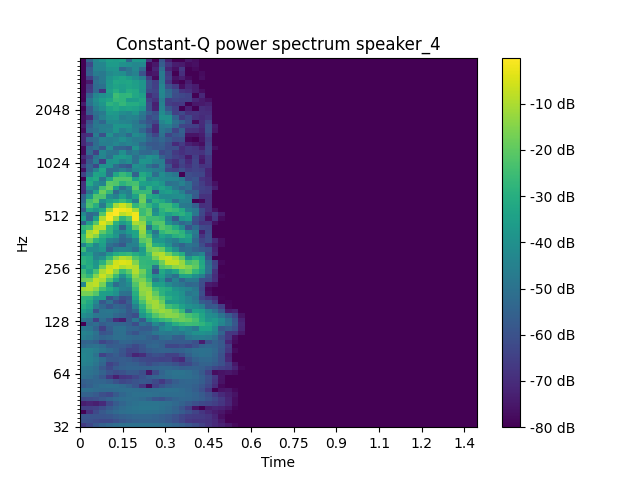 Constant-Q power spectrum speaker_4
Hz
2048
1024
512
256
128
64
32
0 0.15 0.3 0.45 0.6 0.75 0.9 1.1 1.2 1.4
Time
-10 dB
-20 dB
-30 dB
-40 dB
-50 dB
-60 dB
-70 dB
-80 dB